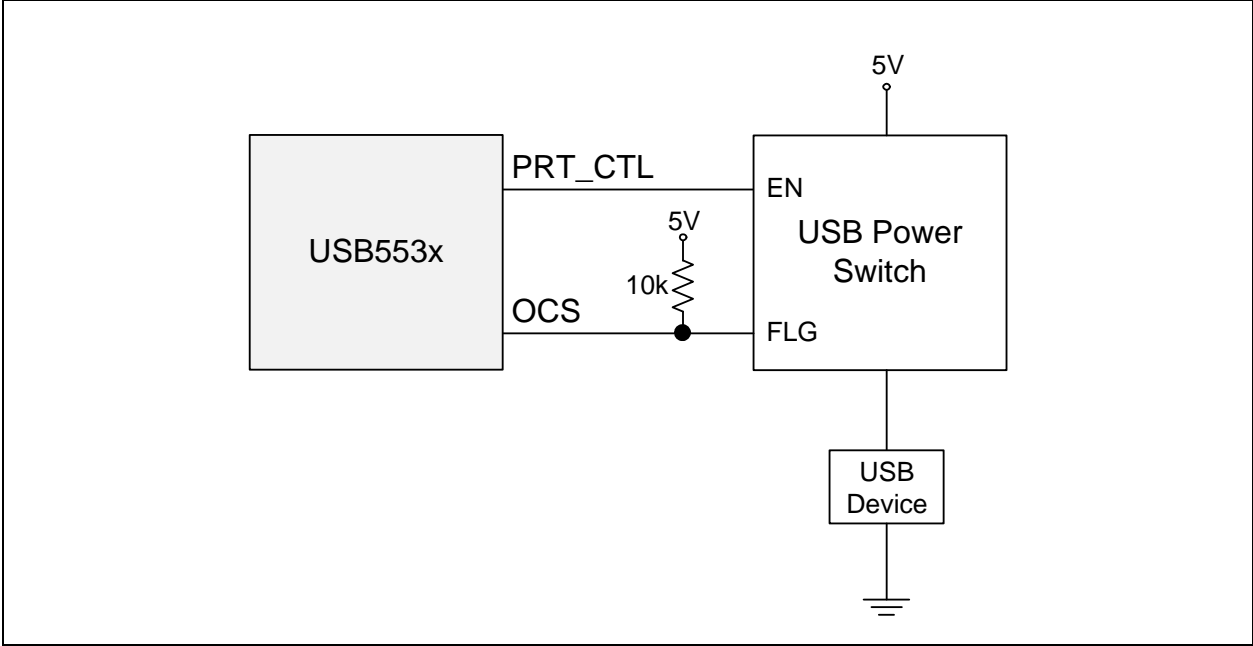 5V
PRT_CTL
EN
USB553x
5V
USB Power
Switch
10k
OCS
FLG
USB
Device